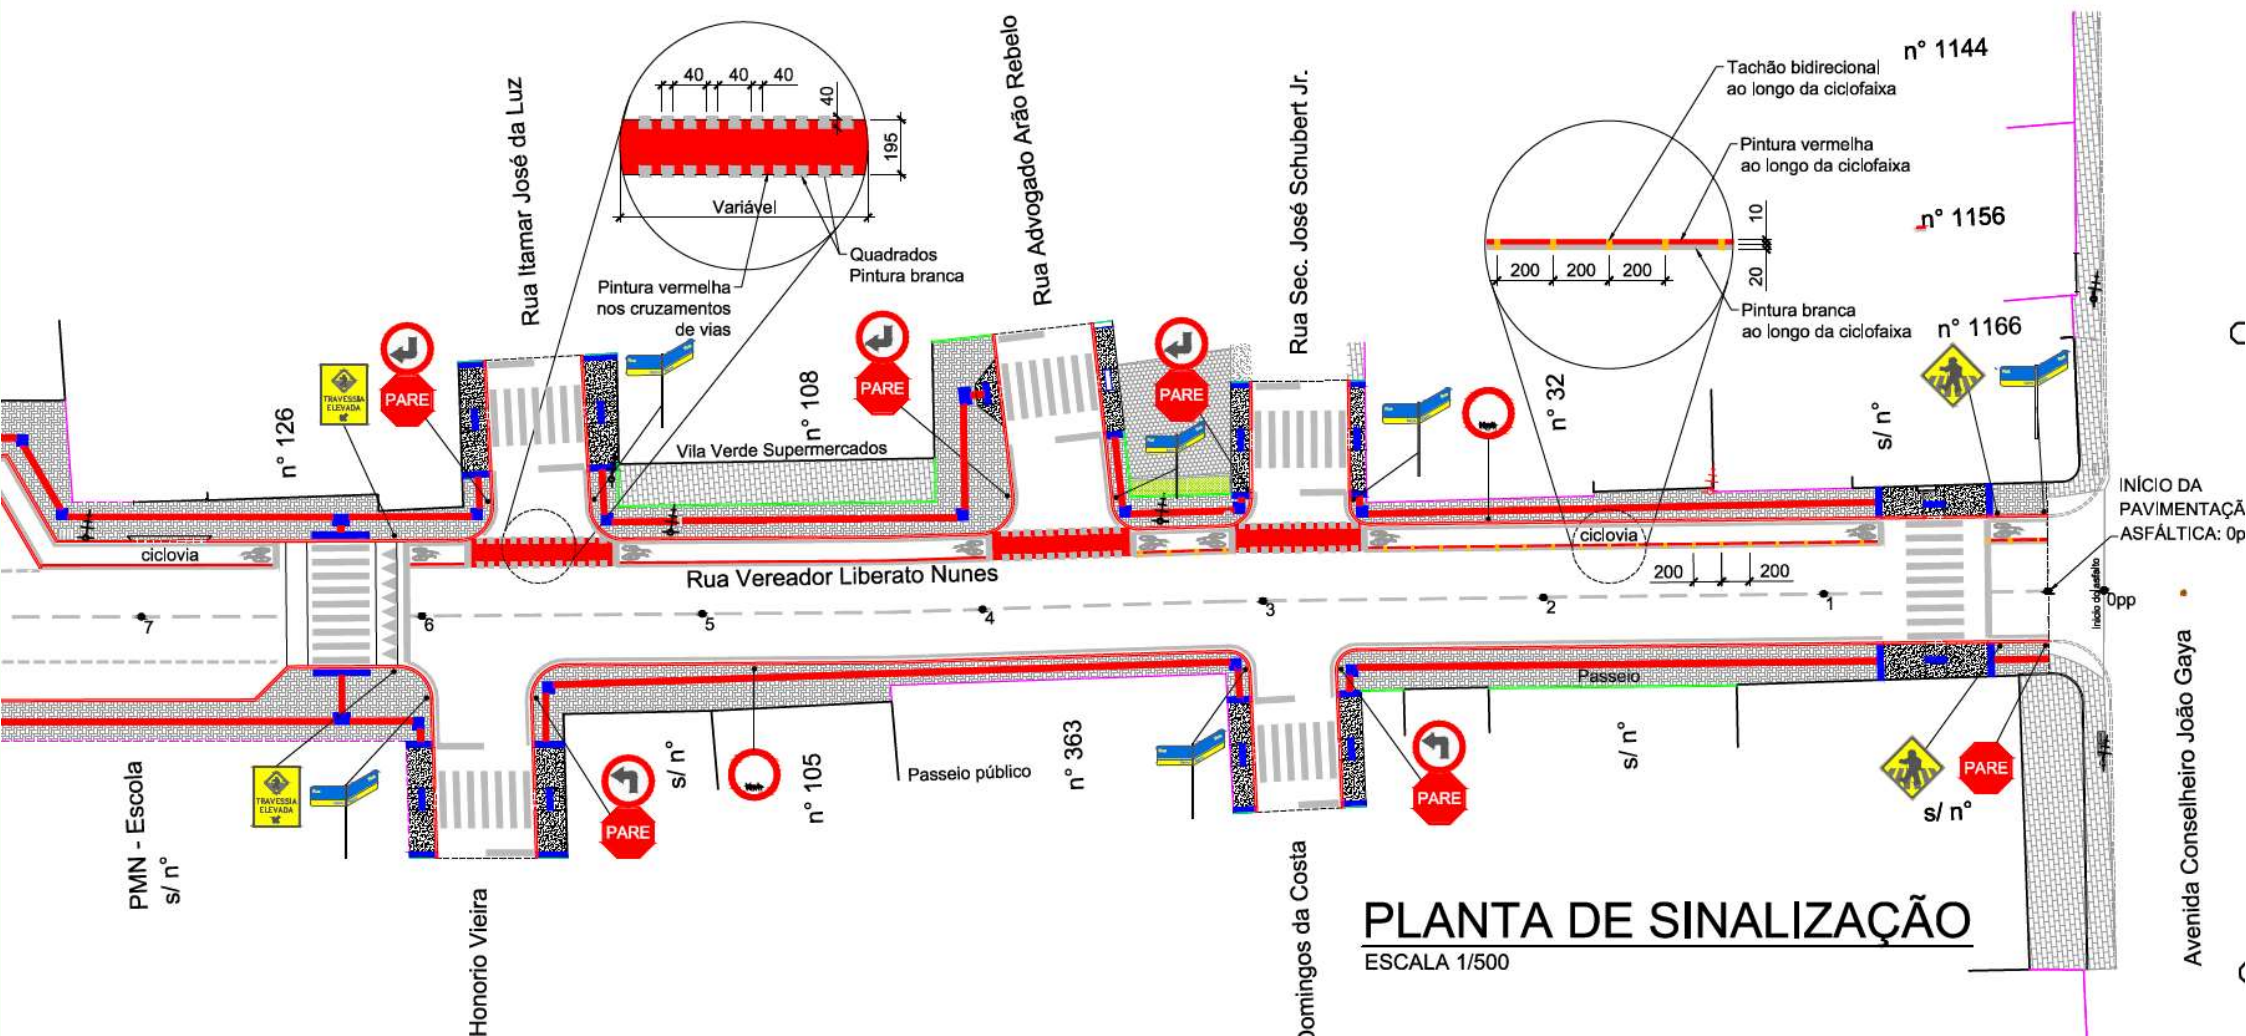 40
40
40
40
195
Variável
Quadrados
Pintura branca
Pintura vermelha
nos cruzamentos
de vias
Rua Itamar José da Luz
Rua Advogado Arão Rebelo
Rua Sec. José Schubert Jr.
Tachão bidirecional
ao longo da ciclofaixa
Pintura vermelha
ao longo da ciclofaixa
10
20
200
200
200
Pintura branca
ao longo da ciclofaixa
n° 1144
n° 1156
n° 1166
TRAVESSIA
ELEVADA
PARE
PARE
PARE
n° 126
n° 108
n° 32
s/ n°
Vila Verde Supermercados
INÍCIO DA
PAVIMENTAÇÃ
ASFÁLTICA: 0p
ciclovia
ciclovia
Rua Vereador Liberato Nunes
200
200
7
6
5
4
3
2
1
0pp
Início do asfalto
Passeio
PMN - Escola
s/ n°
TRAVESSIA
ELEVADA
PARE
s/ n°
n° 105
Passeio público
n° 363
PARE
s/ n°
PARE
s/ n°
Honorio Vieira
Domingos da Costa
Avenida Conselheiro João Gaya
PLANTA DE SINALIZAÇÃO
ESCALA 1/500